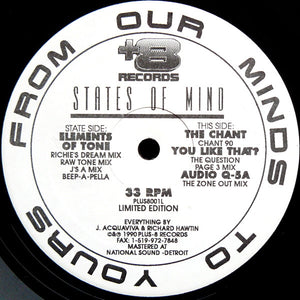 FROM OUR MINDS TO YOURS
+8
RECORDS
STATES OF MIND
STATE SIDE:
ELEMENTS
OF TONE
RICHIE'S DREAM MIX
RAW TONE MIX
J'S A MIX
BEEP-A-PELLA
THIS SIDE:
THE CHANT
CHANT 90
YOU LIKE THAT?
THE QUESTION
PAGE 3 MIX
AUDIO Q-5A
THE ZONE OUT MIX
33 RPM
PLUS8001L
LIMITED EDITION
EVERYTHING BY
J. ACQUAVIVA & RICHARD HAWTIN
©&℗ 1990 PLUS-8 RECORDS
FAX: 1-519-972-7848
MASTERED AT
NATIONAL SOUND -DETROIT